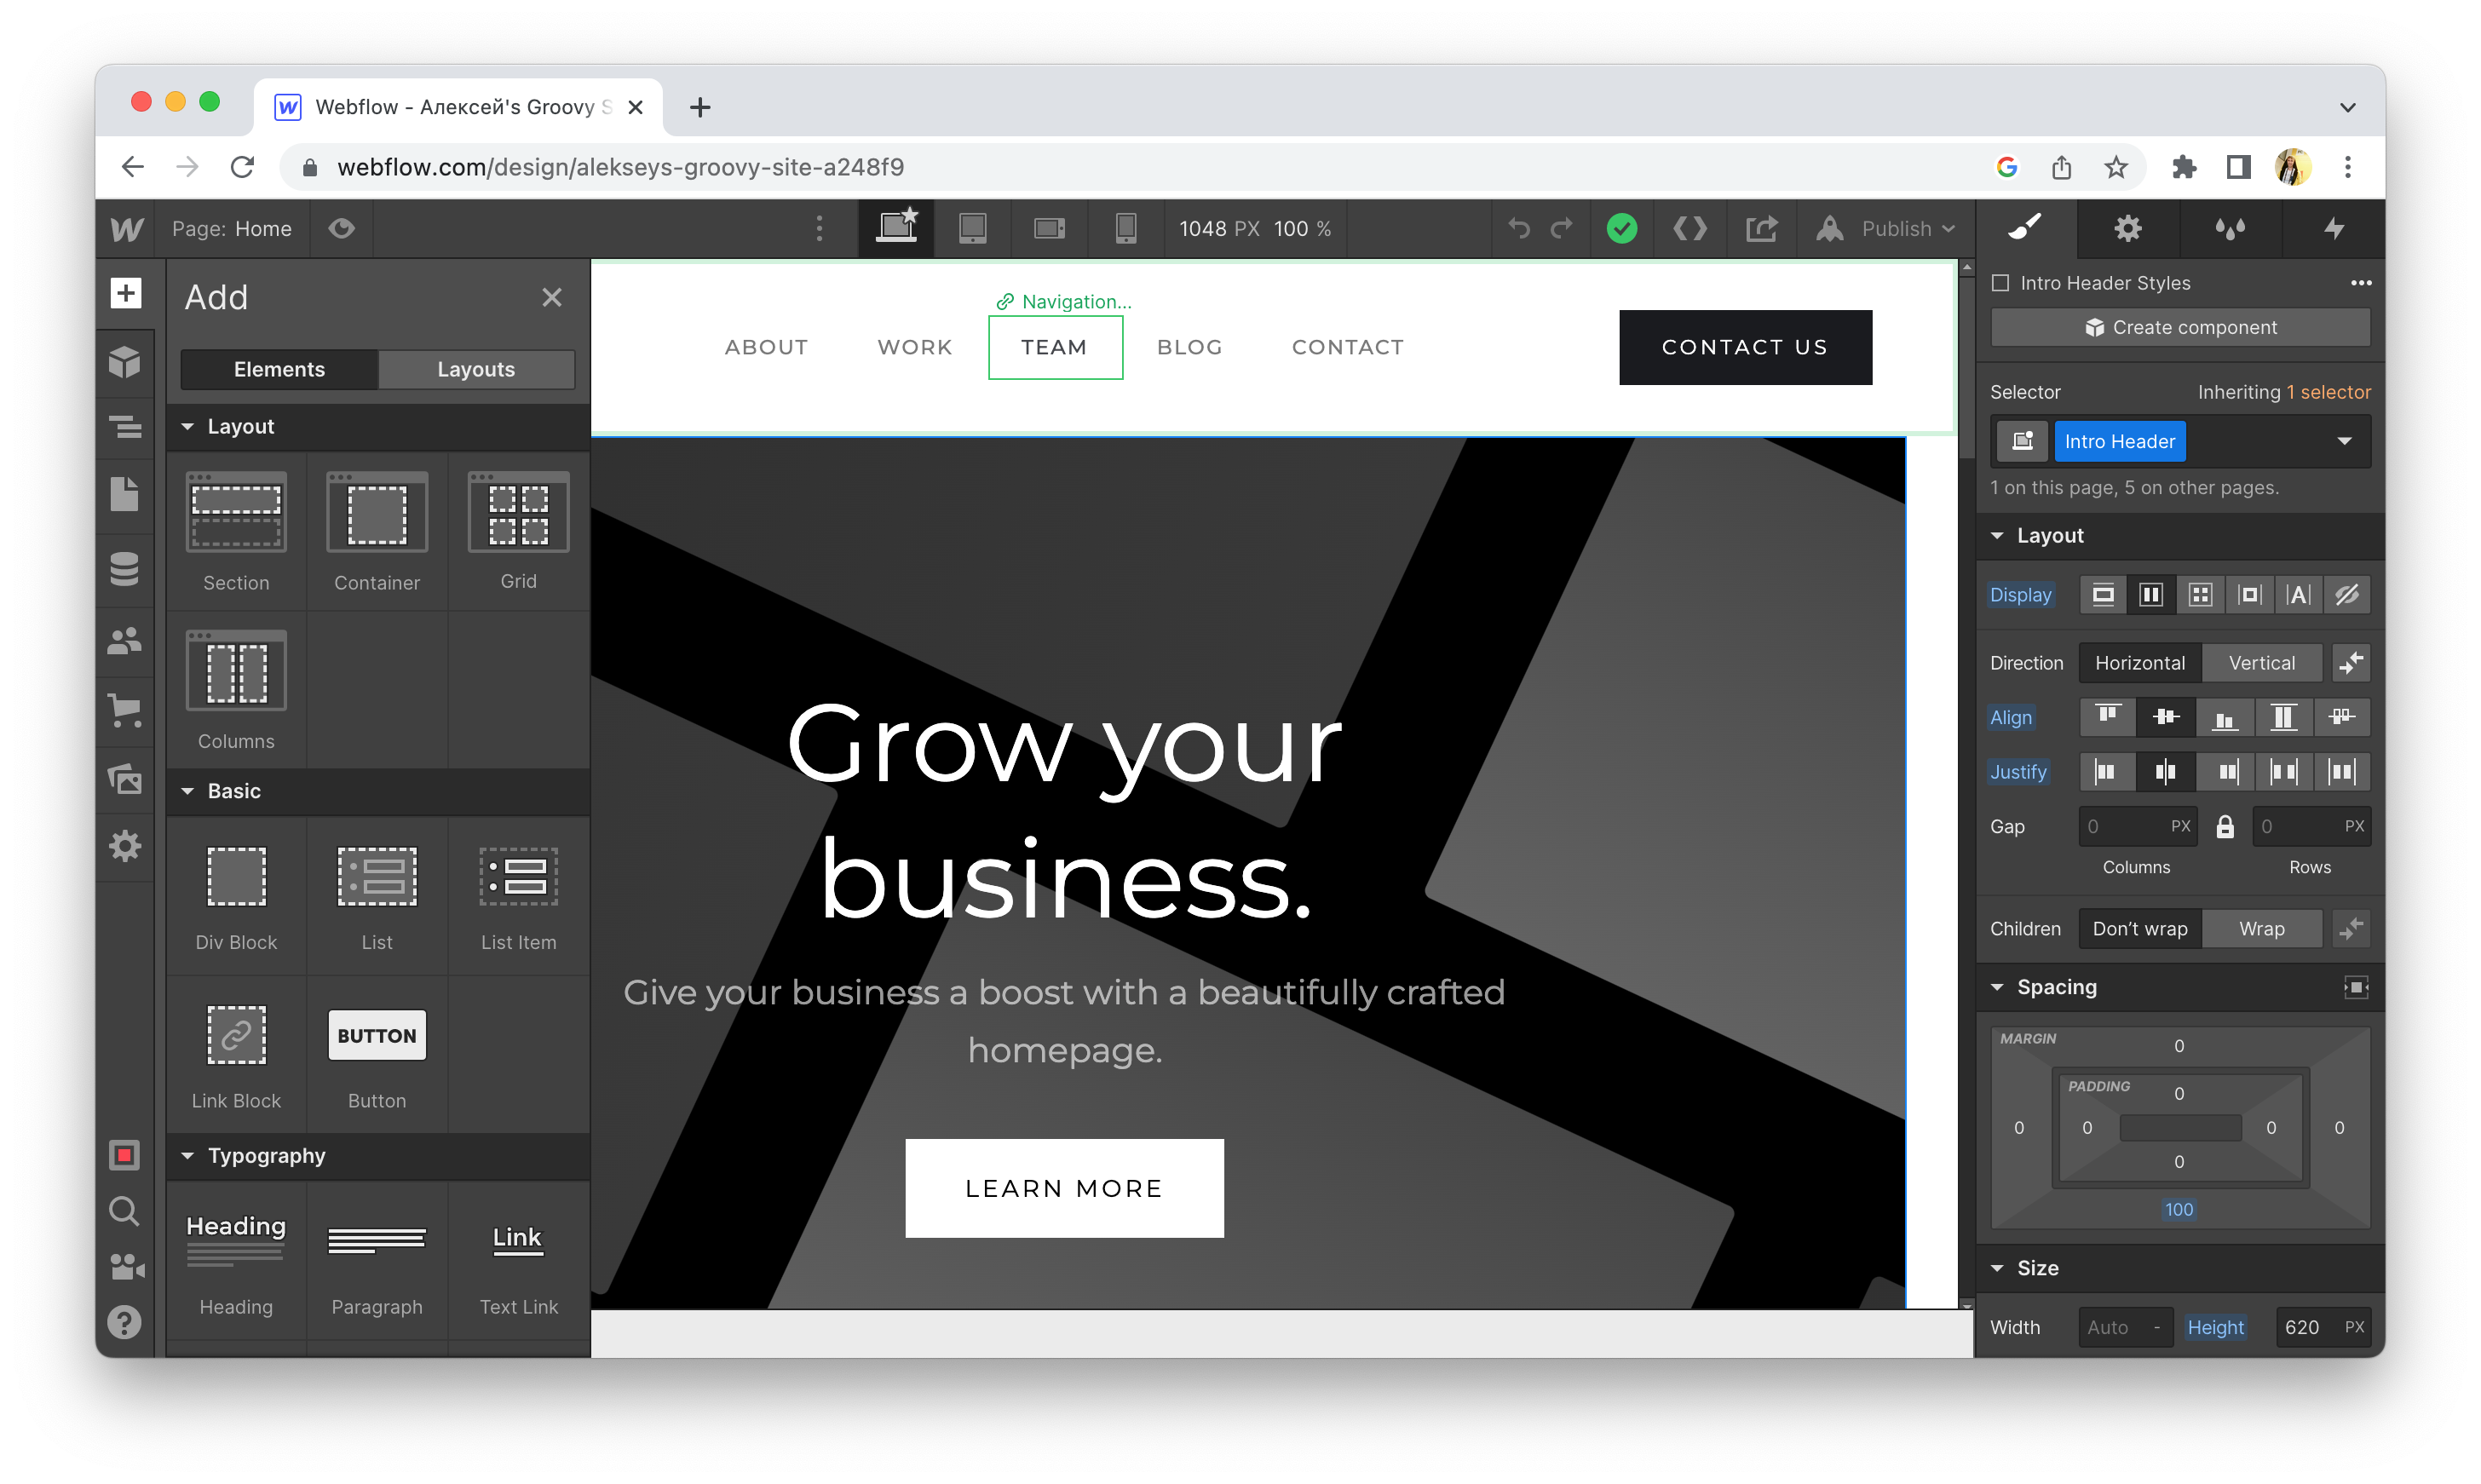 Webflow - Алексей's Groovy S
webflow.com/design/alekseys-groovy-site-a248f9
Page: Home
1048 PX 100 %
Publish
Add
Elements
Layouts
Layout
Section
Container
Grid
Columns
Basic
Div Block
List
List Item
BUTTON
Link Block
Button
Typography
Heading
Link
Heading
Paragraph
Text Link
Navigation...
ABOUT
WORK
TEAM
BLOG
CONTACT
CONTACT US
Grow your
business.
Give your business a boost with a beautifully crafted
homepage.
LEARN MORE
Intro Header Styles
Create component
Selector
Inheriting 1 selector
Intro Header
1 on this page, 5 on other pages.
Layout
Display
Direction
Horizontal
Vertical
Align
Justify
Gap
0 PX
0 PX
Columns
Rows
Children
Don't wrap
Wrap
Spacing
MARGIN
0
PADDING
0
0
0
0
0
0
100
Size
Width
Auto -
Height
620 PX